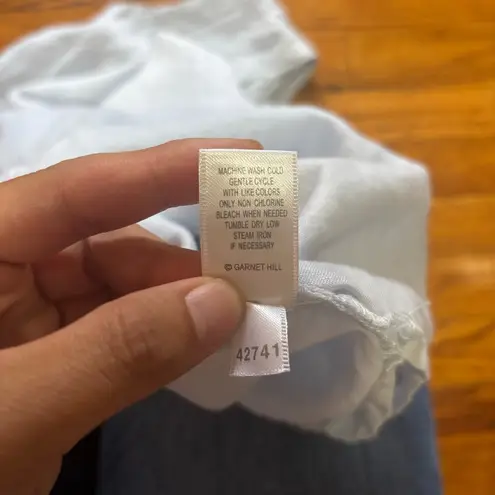 MACHINE WASH COLD
GENTLE CYCLE
WITH LIKE COLORS
ONLY NON CHLORINE
BLEACH WHEN NEEDED
TUMBLE DRY LOW
STEAM IRON
IF NECESSARY
© GARNET HILL
42741